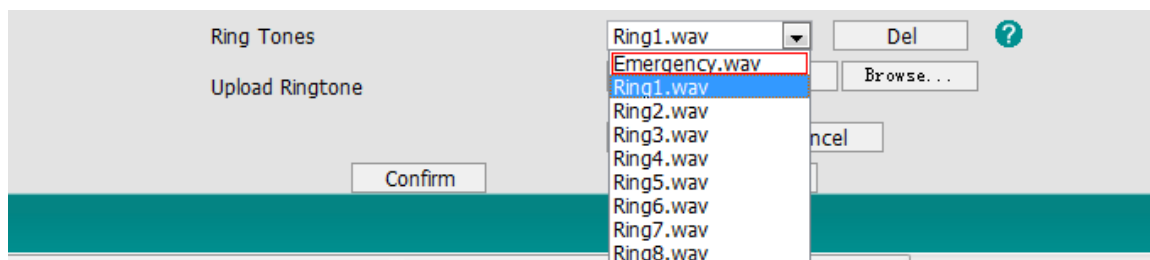 Ring Tones Ring1.wav Del ?
Emergency.wav
Upload Ringtone Ring1.wav Browse...
Ring2.wav
Ring3.wav ncel
Ring4.wav
Confirm Ring5.wav
Ring6.wav
Ring7.wav
Ring8.wav